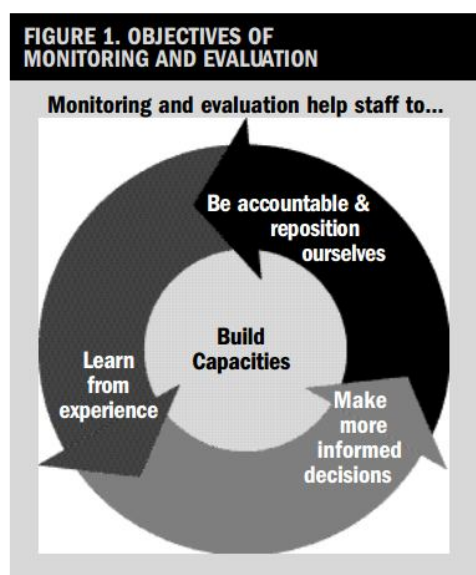 FIGURE 1. OBJECTIVES OF
MONITORING AND EVALUATION
Monitoring and evaluation help staff to...
Be accountable &
reposition
ourselves
Build
Capacities
Learn
from
experience
Make
more
informed
decisions